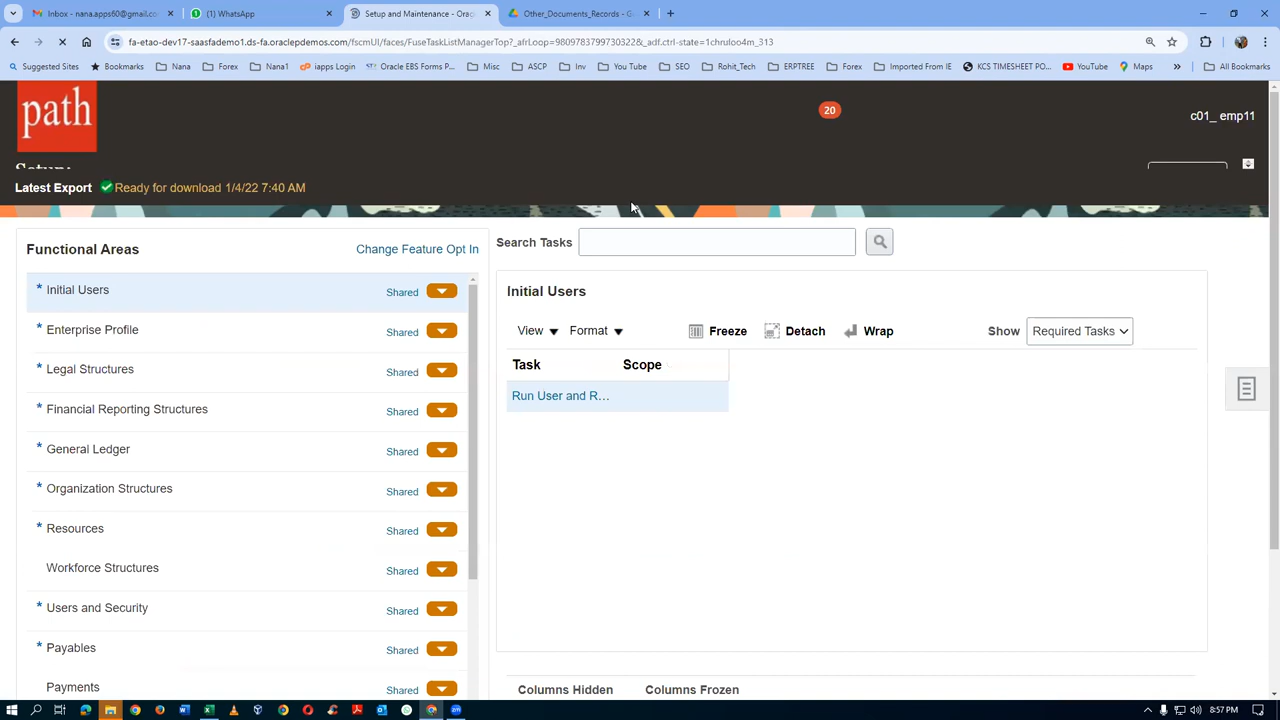 Inbox - nana.apps60@gmail.co
(1) WhatsApp
Setup and Maintenance - Orac
Other_Documents_Records - G
fa-etao-dev17-saasfademo1.ds-fa.oraclepdemos.com/fscmUI/faces/FuseTaskListManagerTop?_afrLoop=98097837997303228&_adf.ctrl-state=1chruloo4m_313
Suggested Sites
Bookmarks
Nana
Forex
Nana1
iapps Login
Oracle EBS Forms P...
Misc
ASCP
Inv
You Tube
SEO
Rohit_Tech
ERPTREE
Forex
Imported From IE
KCS TIMESHEET PO...
YouTube
Maps
All Bookmarks
path
20
c01_ emp11
Setup:
Latest Export Ready for download 1/4/22 7:40 AM
Functional Areas
Change Feature Opt In
* Initial Users Shared
* Enterprise Profile Shared
* Legal Structures Shared
* Financial Reporting Structures Shared
* General Ledger Shared
* Organization Structures Shared
* Resources Shared
Workforce Structures Shared
* Users and Security Shared
* Payables Shared
Payments Shared
Search Tasks
Initial Users
View Format Freeze Detach Wrap Show Required Tasks
Task Scope
Run User and R...
Columns Hidden Columns Frozen
8:57 PM